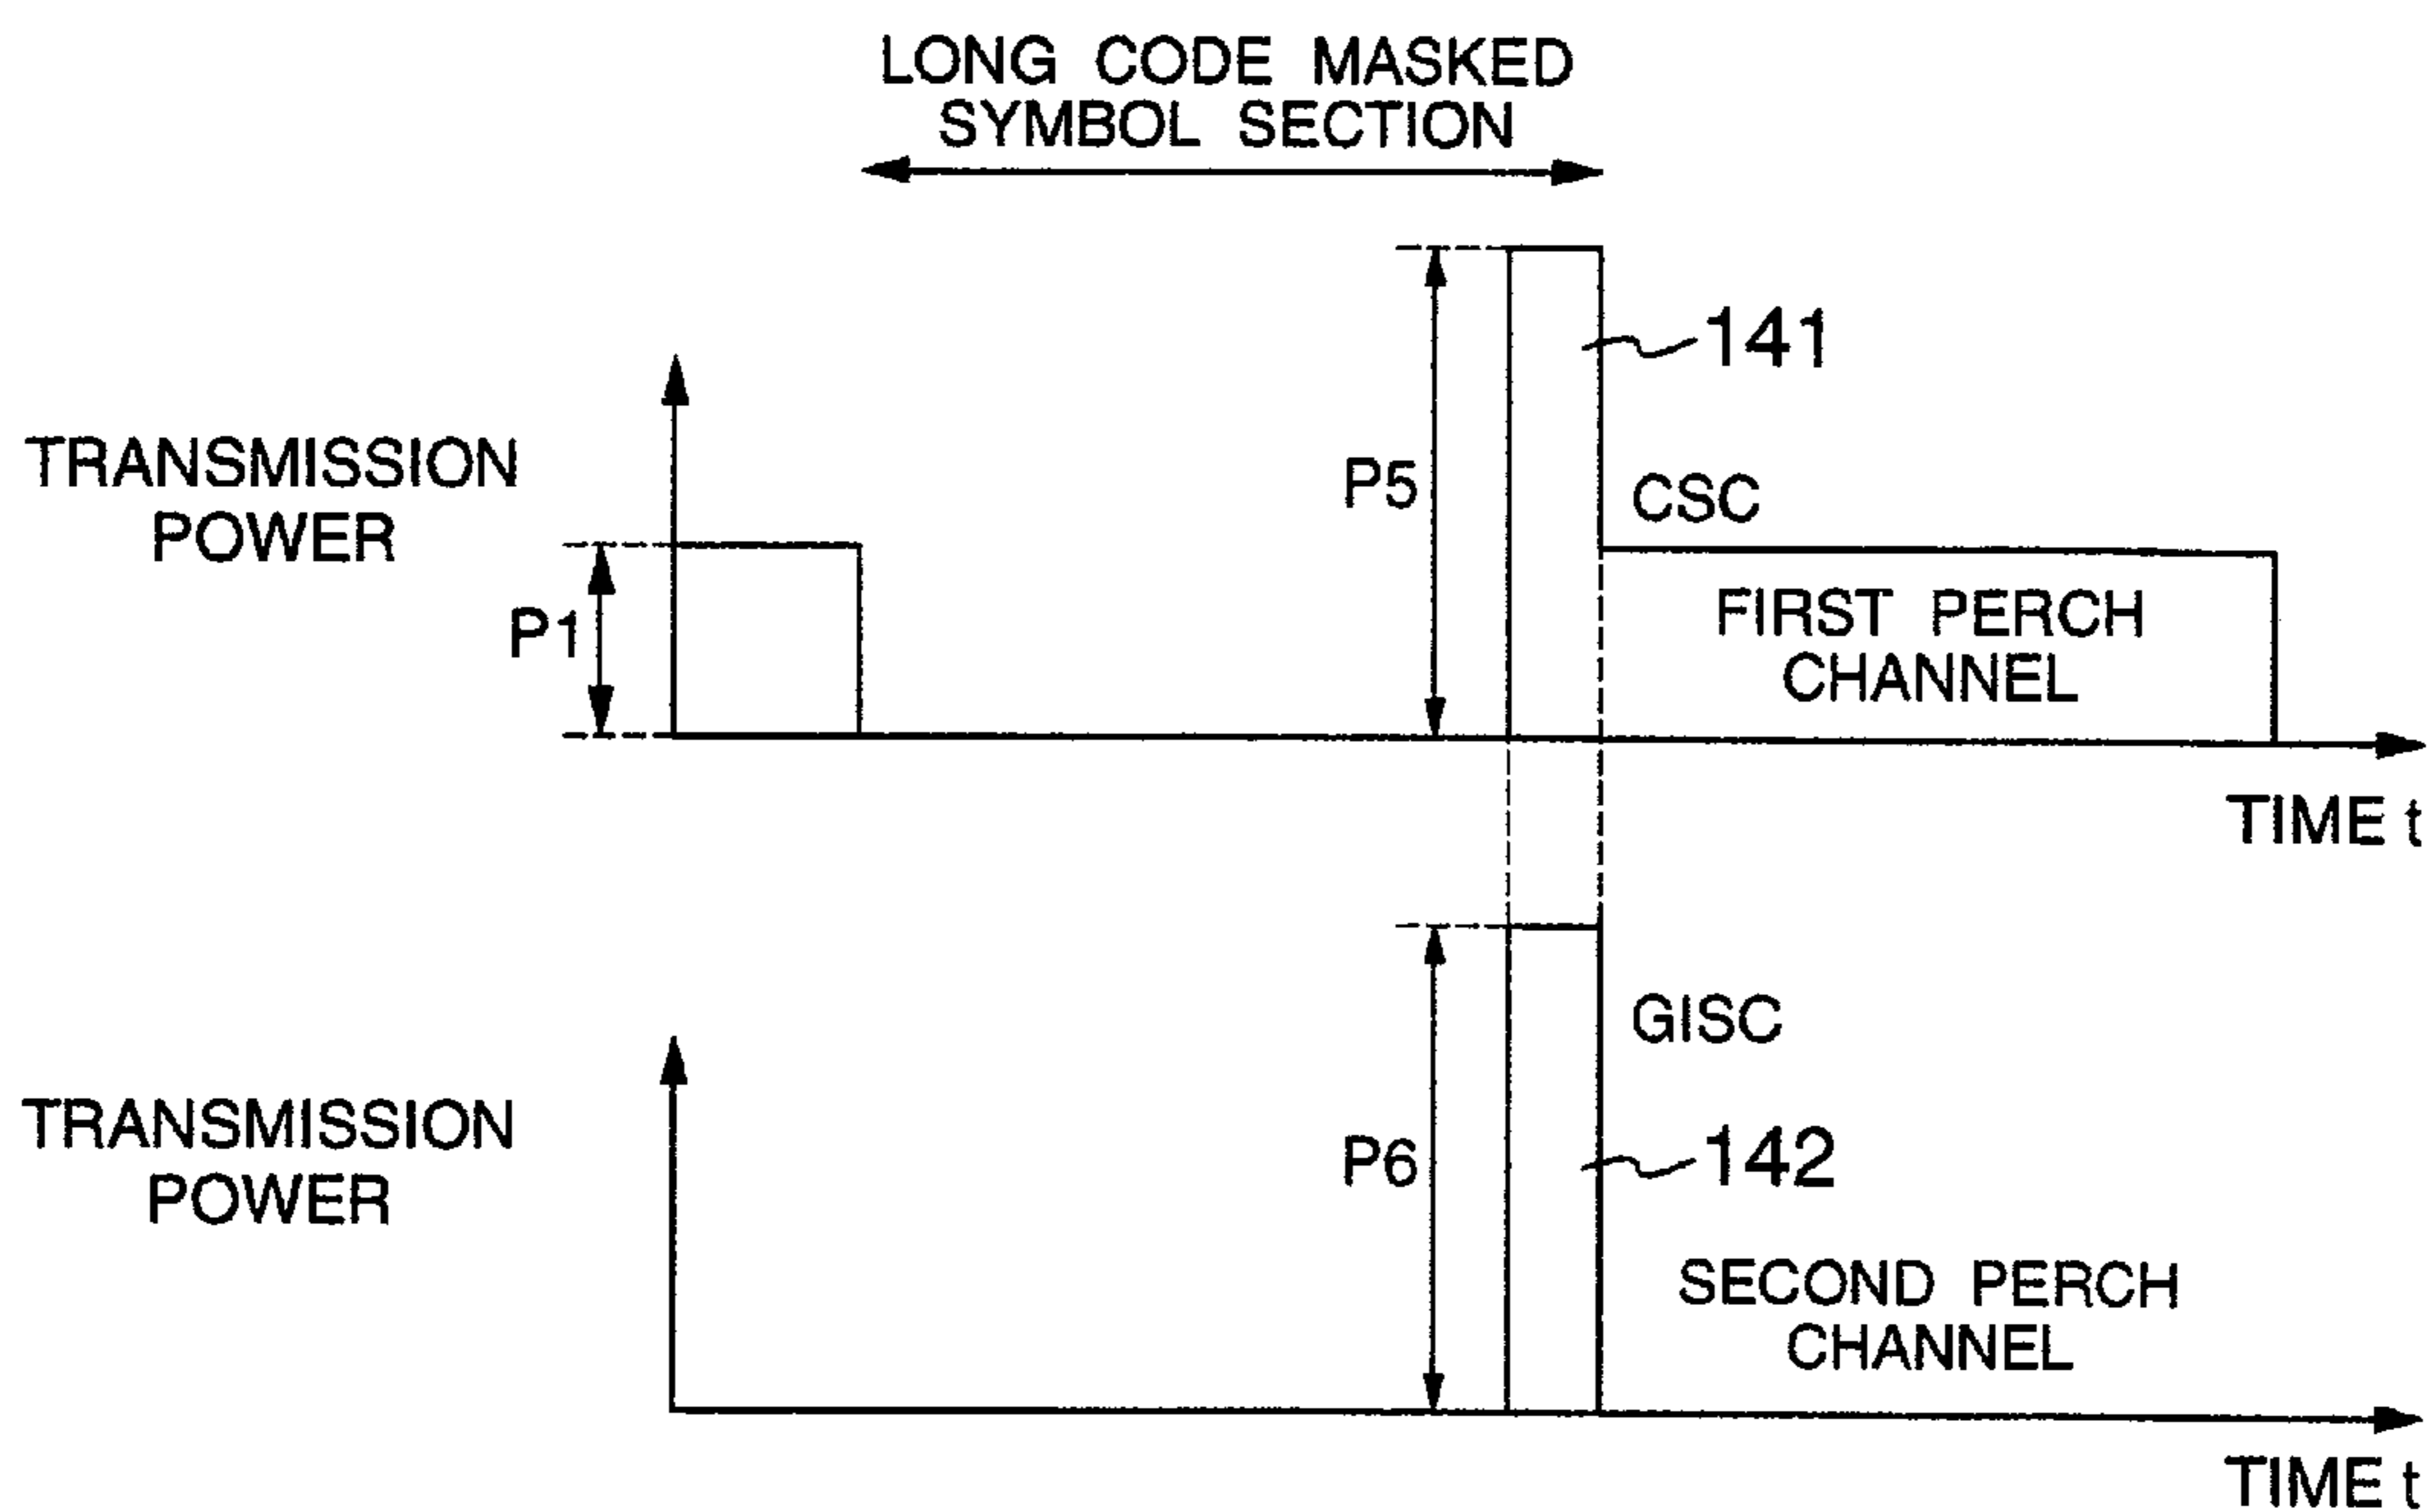 LONG CODE MASKED
SYMBOL SECTION
141
TRANSMISSION
POWER
P5
CSC
P1
FIRST PERCH
CHANNEL
TIME t
GISC
TRANSMISSION
POWER
P6
142
SECOND PERCH
CHANNEL
TIME t